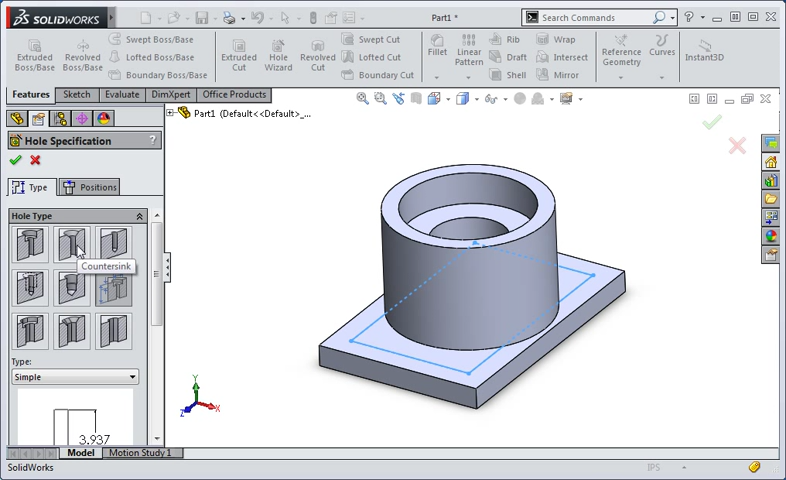 SOLIDWORKS
Part1 *
Search Commands
Extruded Boss/Base
Revolved Boss/Base
Swept Boss/Base
Lofted Boss/Base
Boundary Boss/Base
Extruded Cut
Hole Wizard
Revolved Cut
Swept Cut
Lofted Cut
Boundary Cut
Fillet
Linear Pattern
Rib
Draft
Shell
Wrap
Intersect
Mirror
Reference Geometry
Curves
Instant3D
Features
Sketch
Evaluate
DimXpert
Office Products
Part1 (Default<<Default>_...
Hole Specification
?
Type
Positions
Hole Type
Countersink
Type:
Simple
3.937
Y
X
Z
Model
Motion Study 1
SolidWorks
IPS